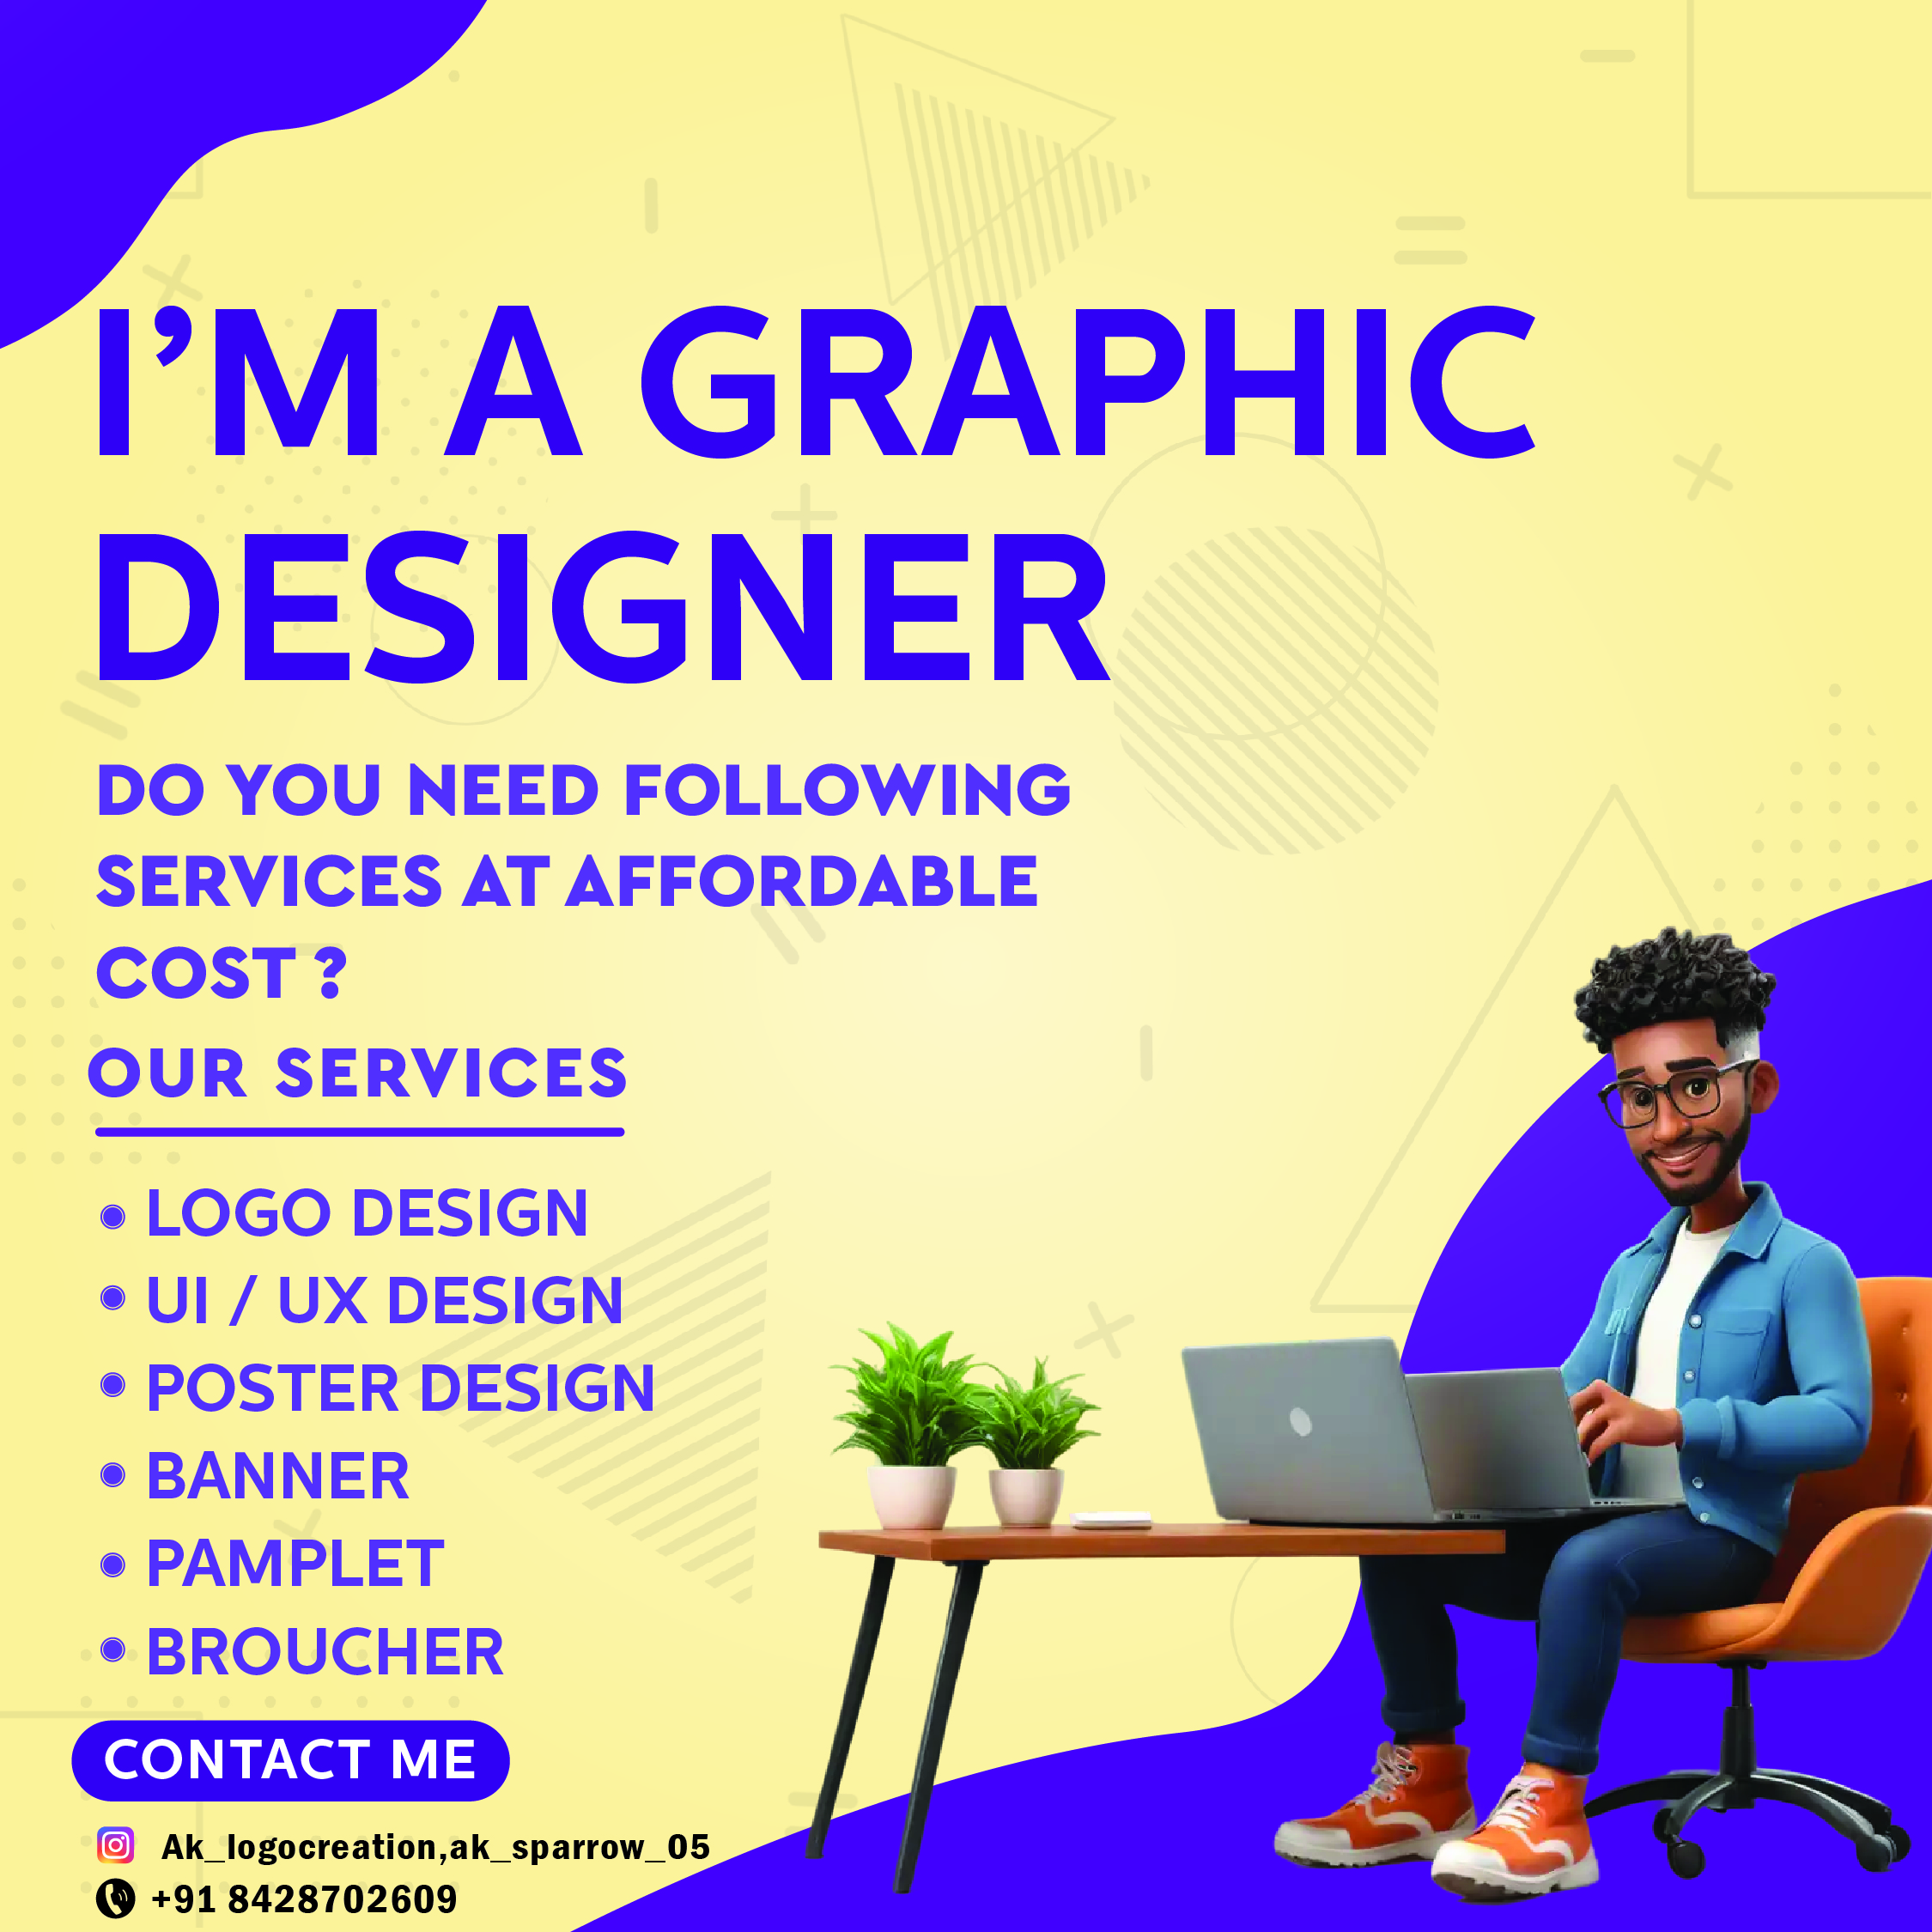 I’M A GRAPHIC
DESIGNER
DO YOU NEED FOLLOWING
SERVICES AT AFFORDABLE
COST ?
OUR SERVICES
LOGO DESIGN
UI / UX DESIGN
POSTER DESIGN
BANNER
PAMPLET
BROUCHER
CONTACT ME
Ak_logocreation,ak_sparrow_05
+91 8428702609